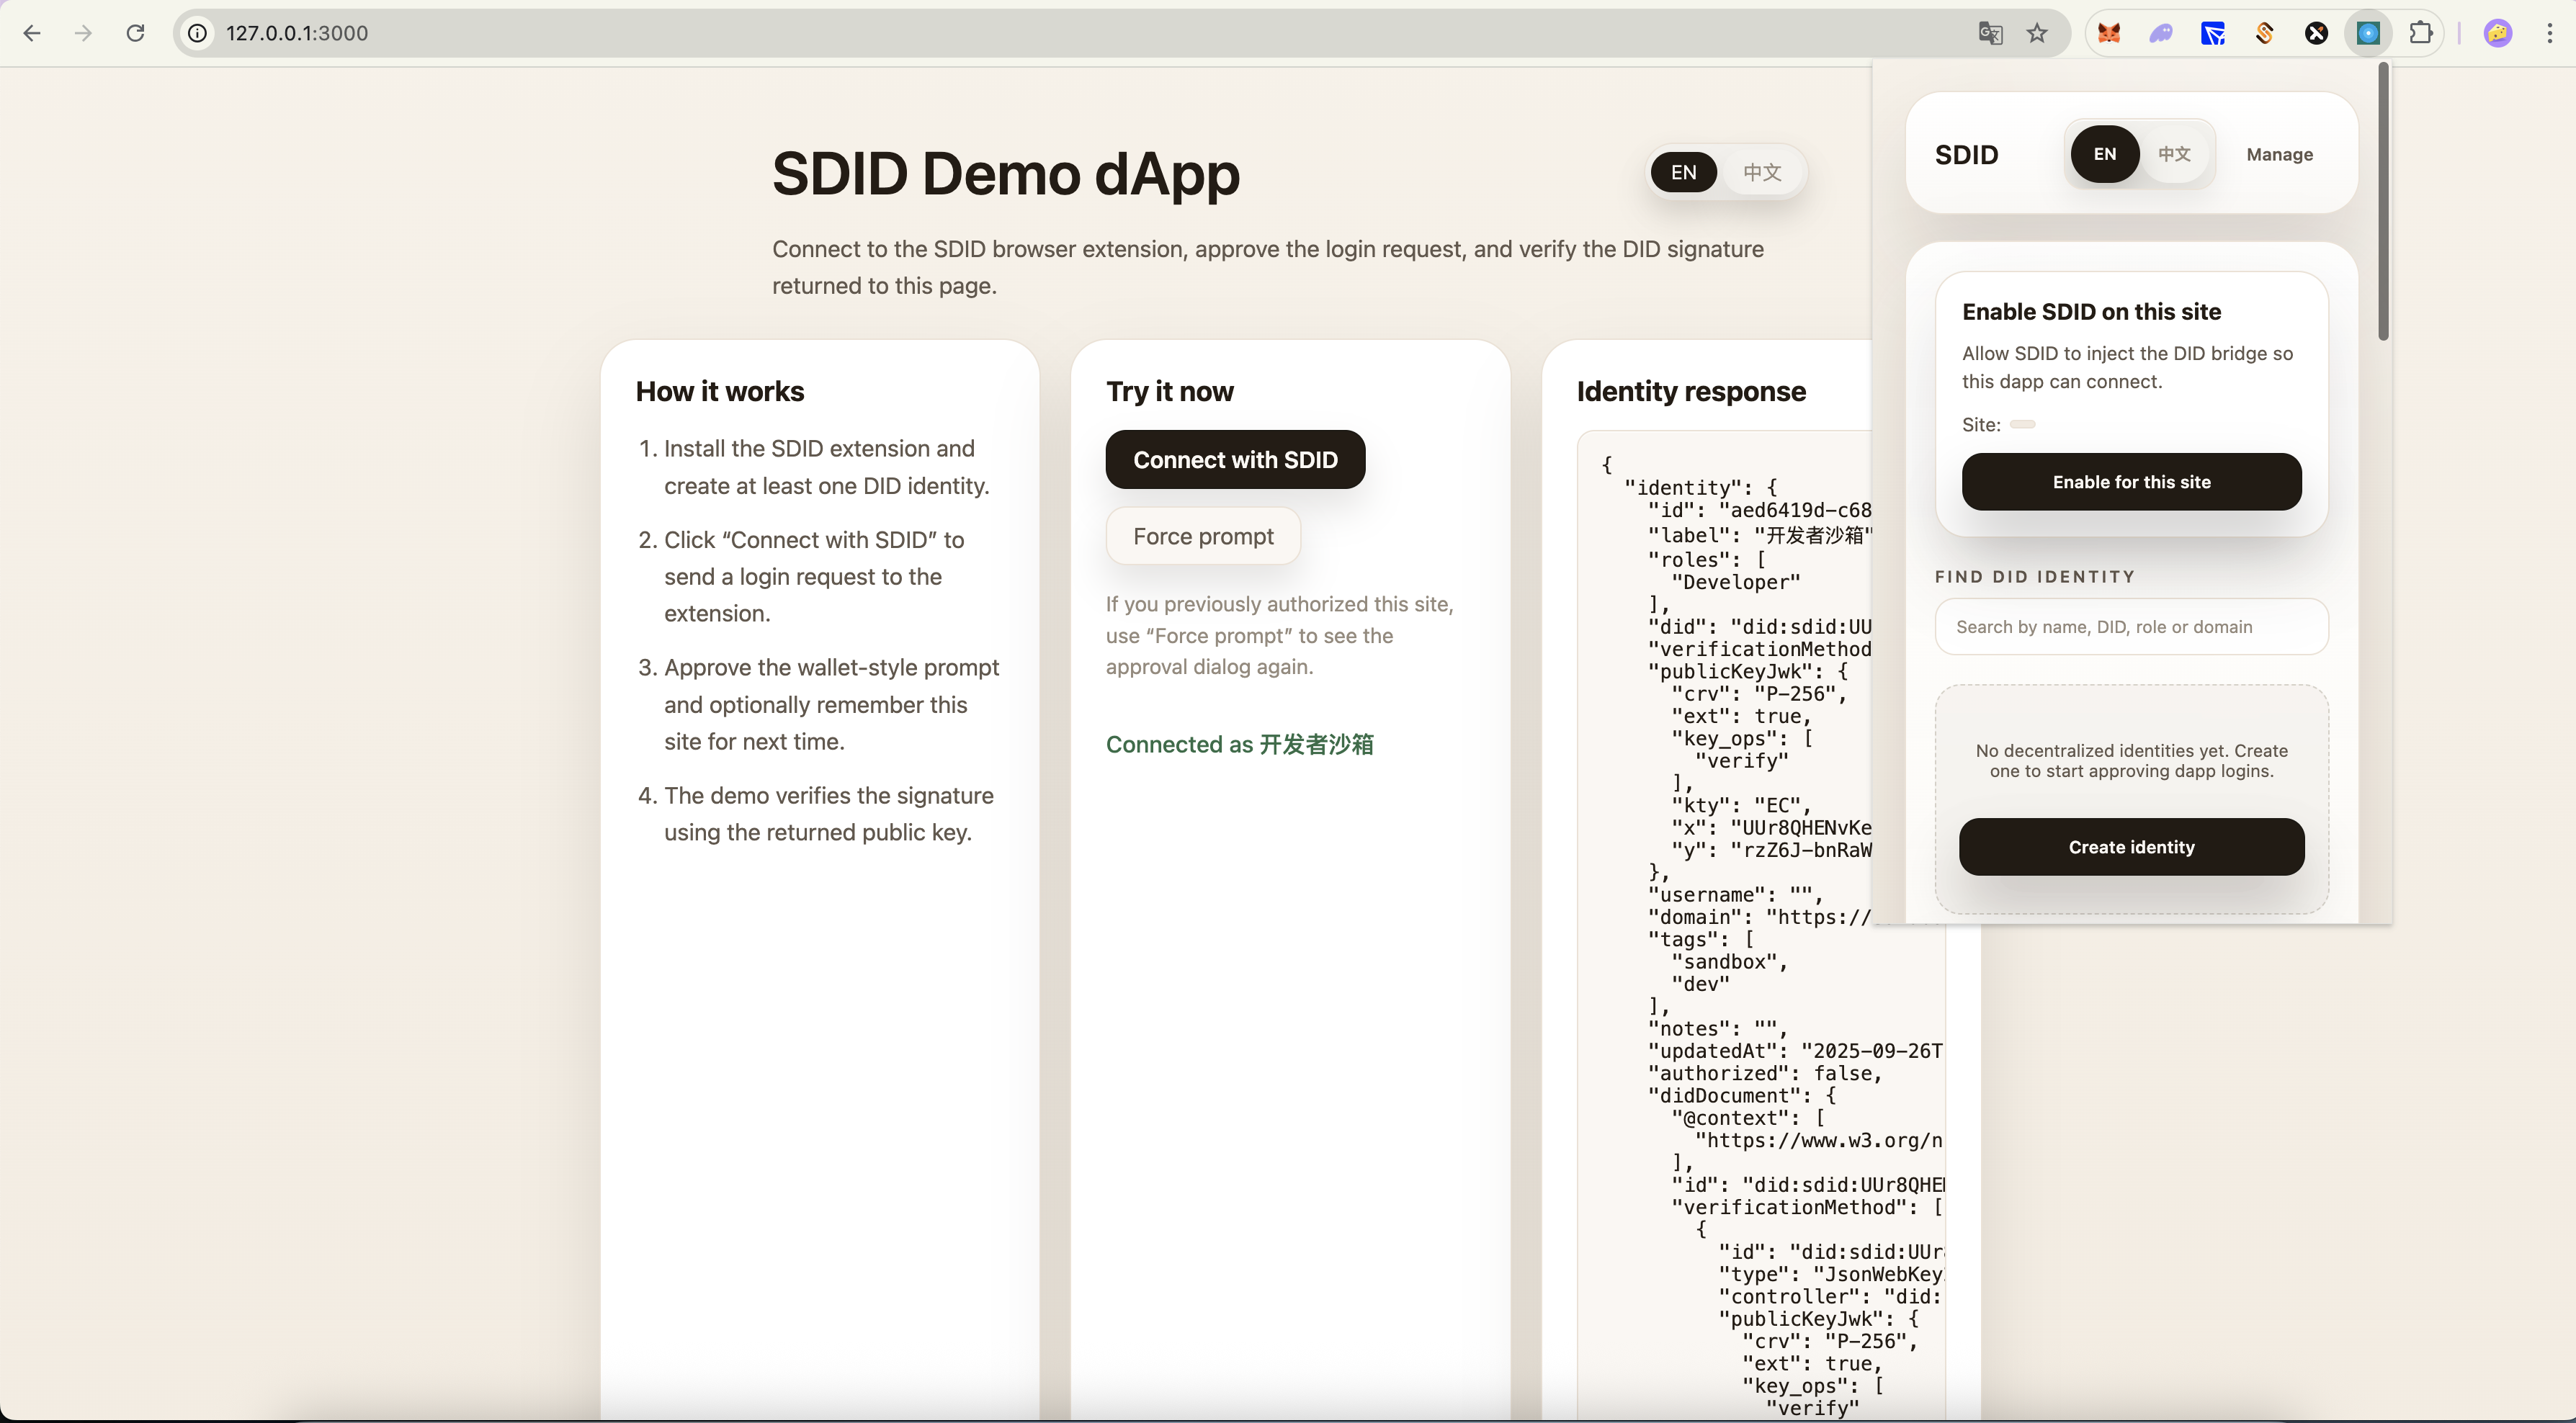 127.0.0.1:3000
SDID Demo dApp
EN
中文
Connect to the SDID browser extension, approve the login request, and verify the DID signature
returned to this page.
How it works
1. Install the SDID extension and
create at least one DID identity.
2. Click “Connect with SDID” to
send a login request to the
extension.
3. Approve the wallet-style prompt
and optionally remember this
site for next time.
4. The demo verifies the signature
using the returned public key.
Try it now
Connect with SDID
Force prompt
If you previously authorized this site,
use “Force prompt” to see the
approval dialog again.
Connected as 开发者沙箱
Identity response
{
"identity": {
"id": "aed6419d-c68
"label": "开发者沙箱"
"roles": [
"Developer"
],
"did": "did:sdid:UU
"verificationMethod
"publicKeyJwk": {
"crv": "P-256",
"ext": true,
"key_ops": [
"verify"
],
"kty": "EC",
"x": "UUr8QHENvKe
"y": "rzZ6J-bnRaW
},
"username": "",
"domain": "https://
"tags": [
"sandbox",
"dev"
],
"notes": "",
"updatedAt": "2025-09-26T
"authorized": false,
"didDocument": {
"@context": [
"https://www.w3.org/n
],
"id": "did:sdid:UUr8QHE
"verificationMethod": [
{
"id": "did:sdid:UUr
"type": "JsonWebKey
"controller": "did:
"publicKeyJwk": {
"crv": "P-256",
"ext": true,
"key_ops": [
"verify"
SDID
EN
中文
Manage
Enable SDID on this site
Allow SDID to inject the DID bridge so
this dapp can connect.
Site:
Enable for this site
FIND DID IDENTITY
Search by name, DID, role or domain
No decentralized identities yet. Create
one to start approving dapp logins.
Create identity